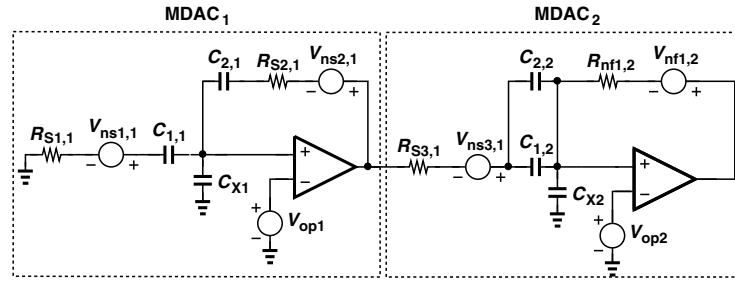 MDAC1
MDAC2
C2,1
RS2,1
Vns2,1
−
+
C2,2
Rnf1,2
Vnf1,2
−
+
RS1,1
Vns1,1
−
+
C1,1
CX1
+
−
+
−
Vop1
RS3,1
Vns3,1
−
+
C1,2
CX2
+
−
+
−
Vop2